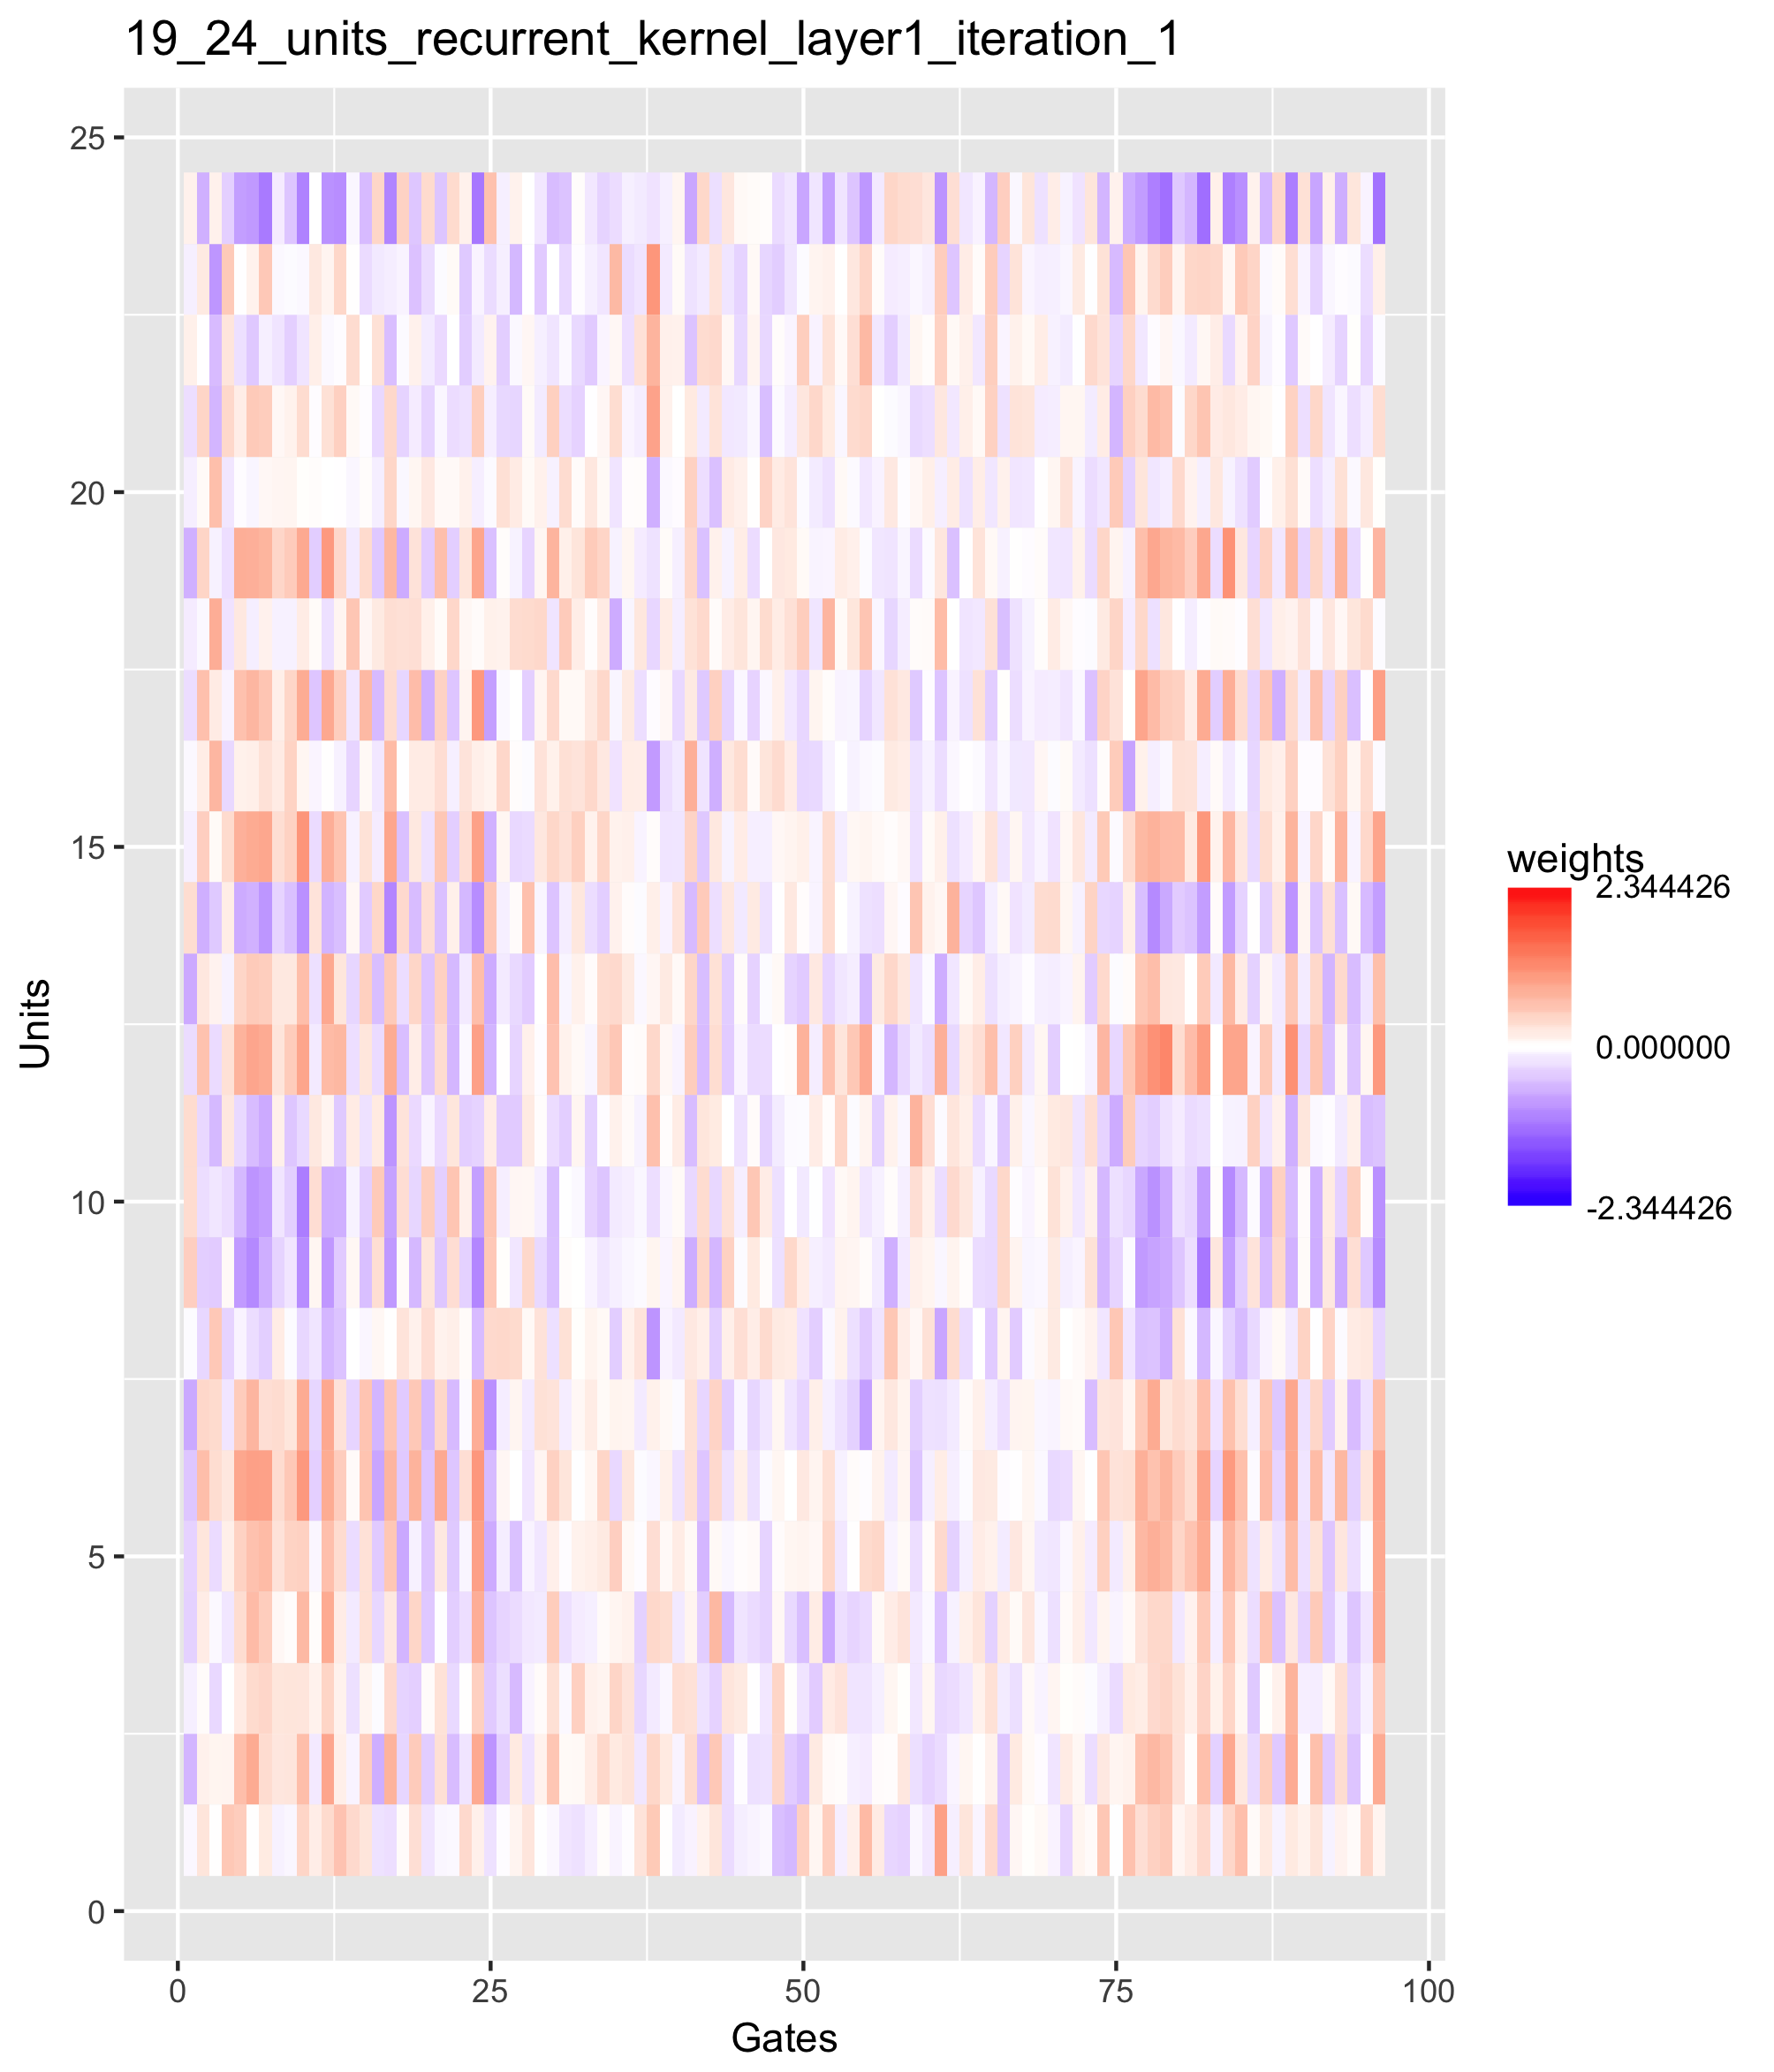 19_24_units_recurrent_kernel_layer1_iteration_1
25
20
15
10
5
0
Units
0 25 50 75 100
Gates
weights
2.344426
0.000000
-2.344426